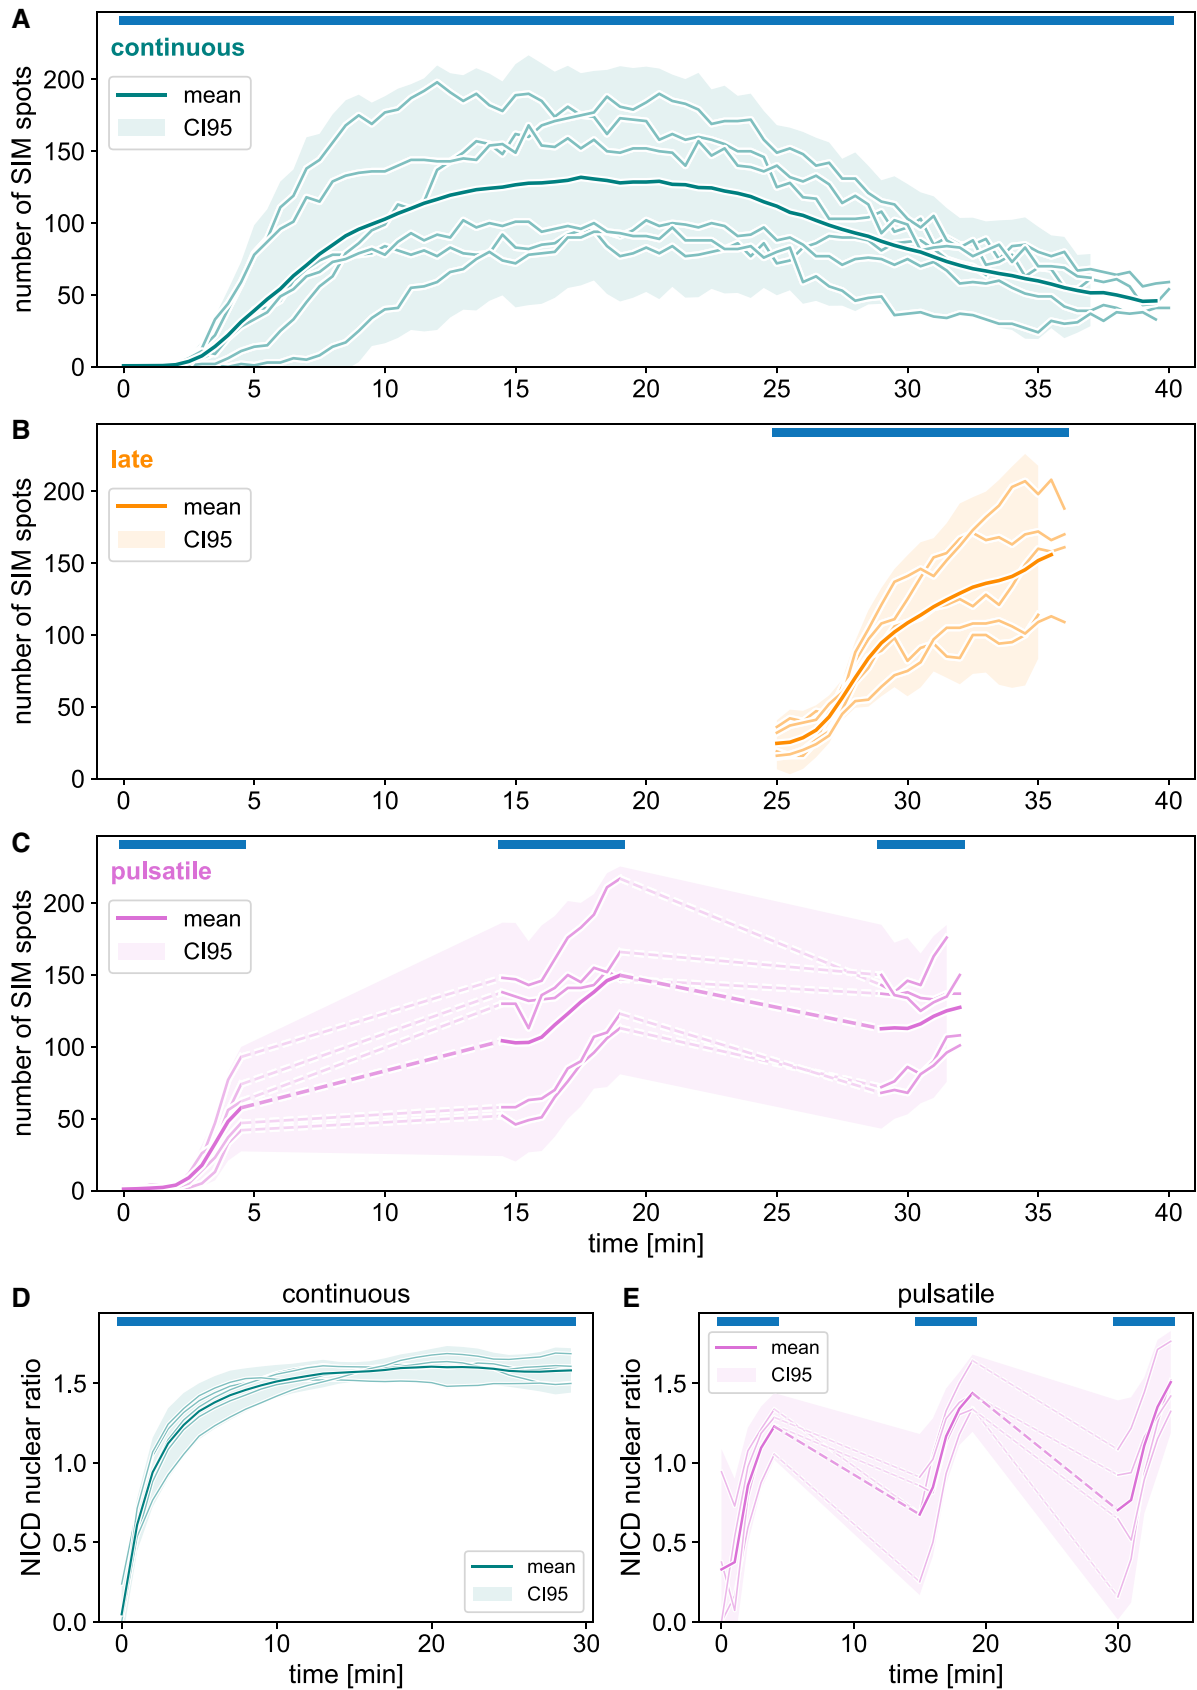 A
continuous
mean
CI95
number of SIM spots
0
50
100
150
200
0 5 10 15 20 25 30 35 40
B
late
mean
CI95
number of SIM spots
0
50
100
150
200
0 5 10 15 20 25 30 35 40
C
pulsatile
mean
CI95
number of SIM spots
0
50
100
150
200
0 5 10 15 20 25 30 35 40
time [min]
D
continuous
NICD nuclear ratio
0.0
0.5
1.0
1.5
mean
CI95
0 10 20 30
time [min]
E
pulsatile
mean
CI95
NICD nuclear ratio
0.0
0.5
1.0
1.5
0 10 20 30
time [min]